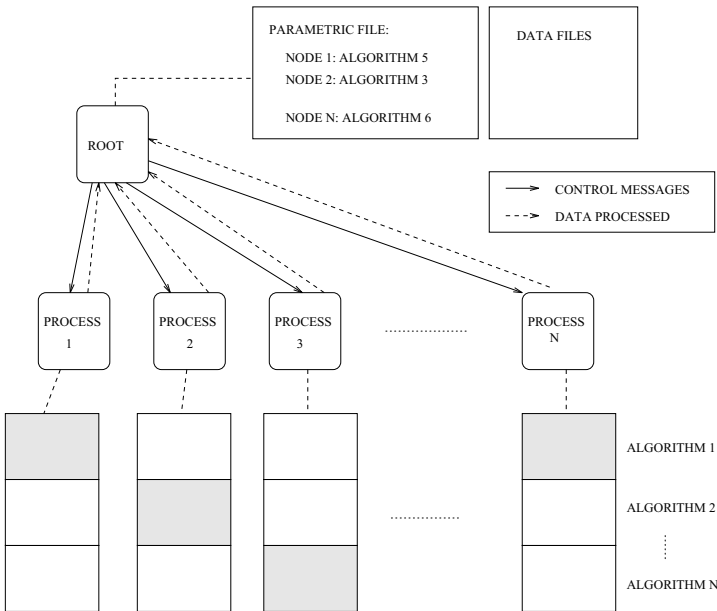 PARAMETRIC FILE:
NODE 1: ALGORITHM 5
NODE 2: ALGORITHM 3
NODE N: ALGORITHM 6
DATA FILES
ROOT
CONTROL MESSAGES
DATA PROCESSED
PROCESS
1
PROCESS
2
PROCESS
3
PROCESS
N
ALGORITHM 1
ALGORITHM 2
ALGORITHM N